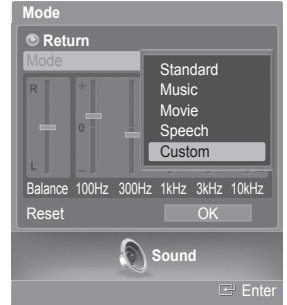 Mode
Return
Mode
Standard
Music
Movie
Speech
Custom
R
+
0
L
-
Balance 100Hz 300Hz 1kHz 3kHz 10kHz
Reset OK
Sound
Enter